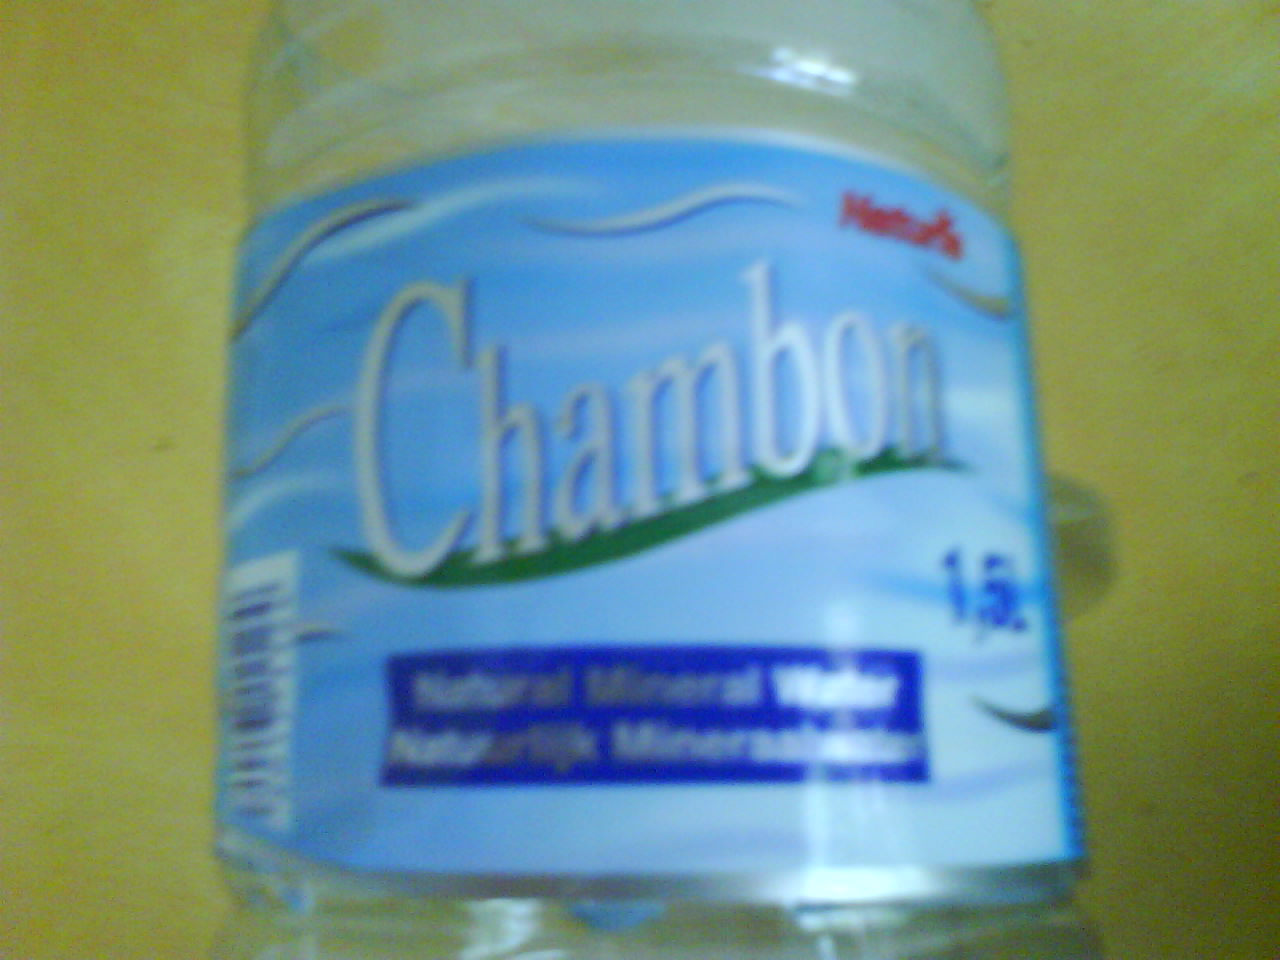 Chambon
1,5L
Natural Mineral Water
Natuurlijk Mineraalwater